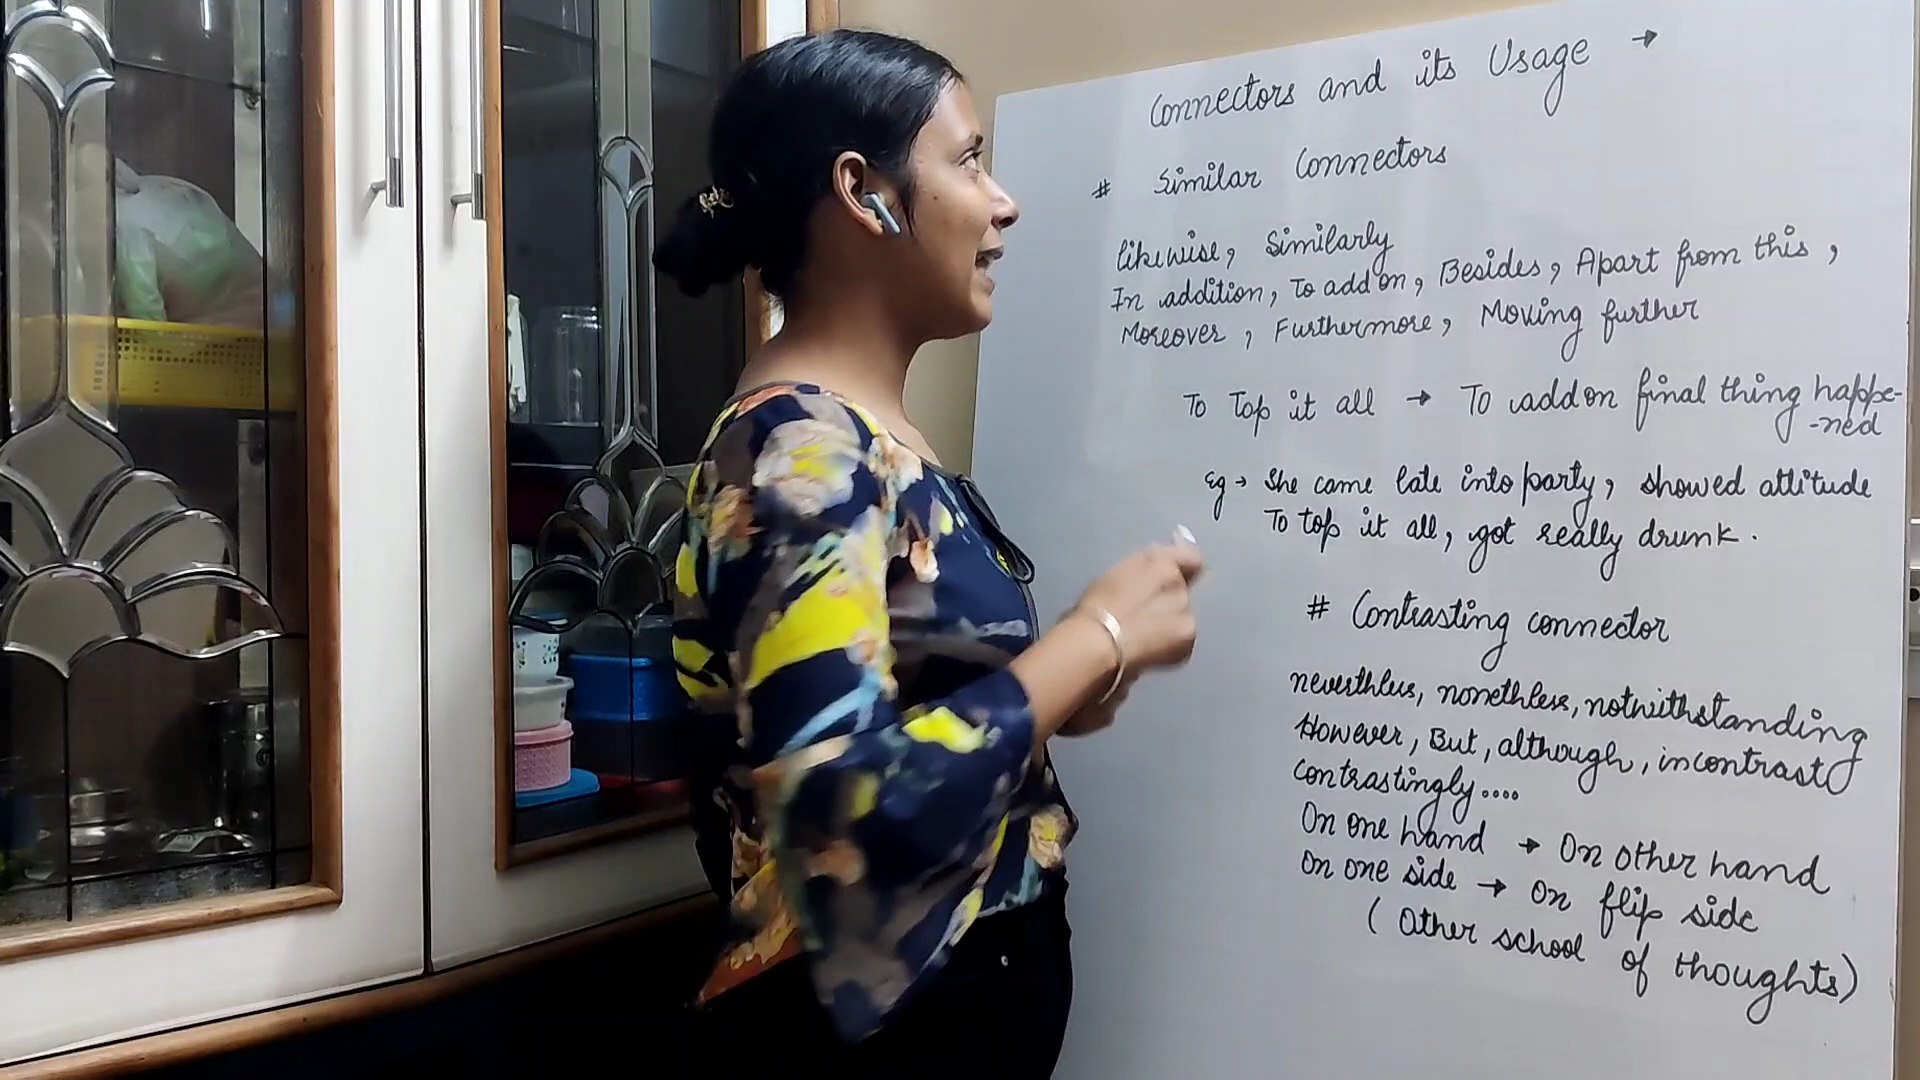 Connectors and its Usage →
# Similar Connectors
likewise, Similarly
In addition, To add on, Besides, Apart from this,
Moreover, Furthermore, Moving further
To Top it all → To add on final thing happe-
-ned
eg → She came late into party, showed attitude
To top it all, got really drunk.
# Contrasting connector
neverthless, nonethless, notwithstanding
However, But, although, in contrast
contrastingly....
On one hand → On other hand
On one side → On flip side
(Other school of thoughts)